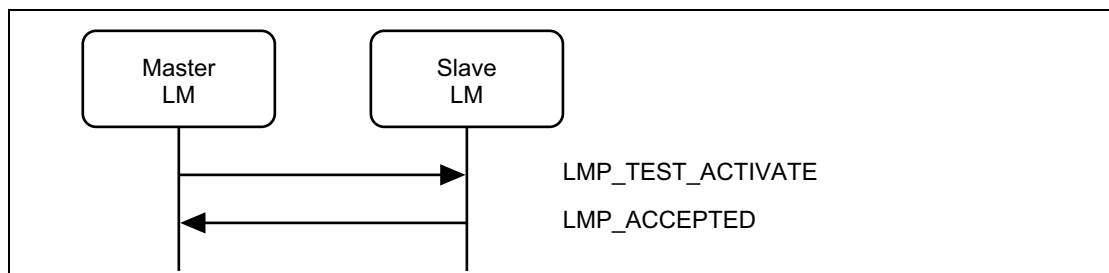 Master
LM
Slave
LM
LMP_TEST_ACTIVATE
LMP_ACCEPTED